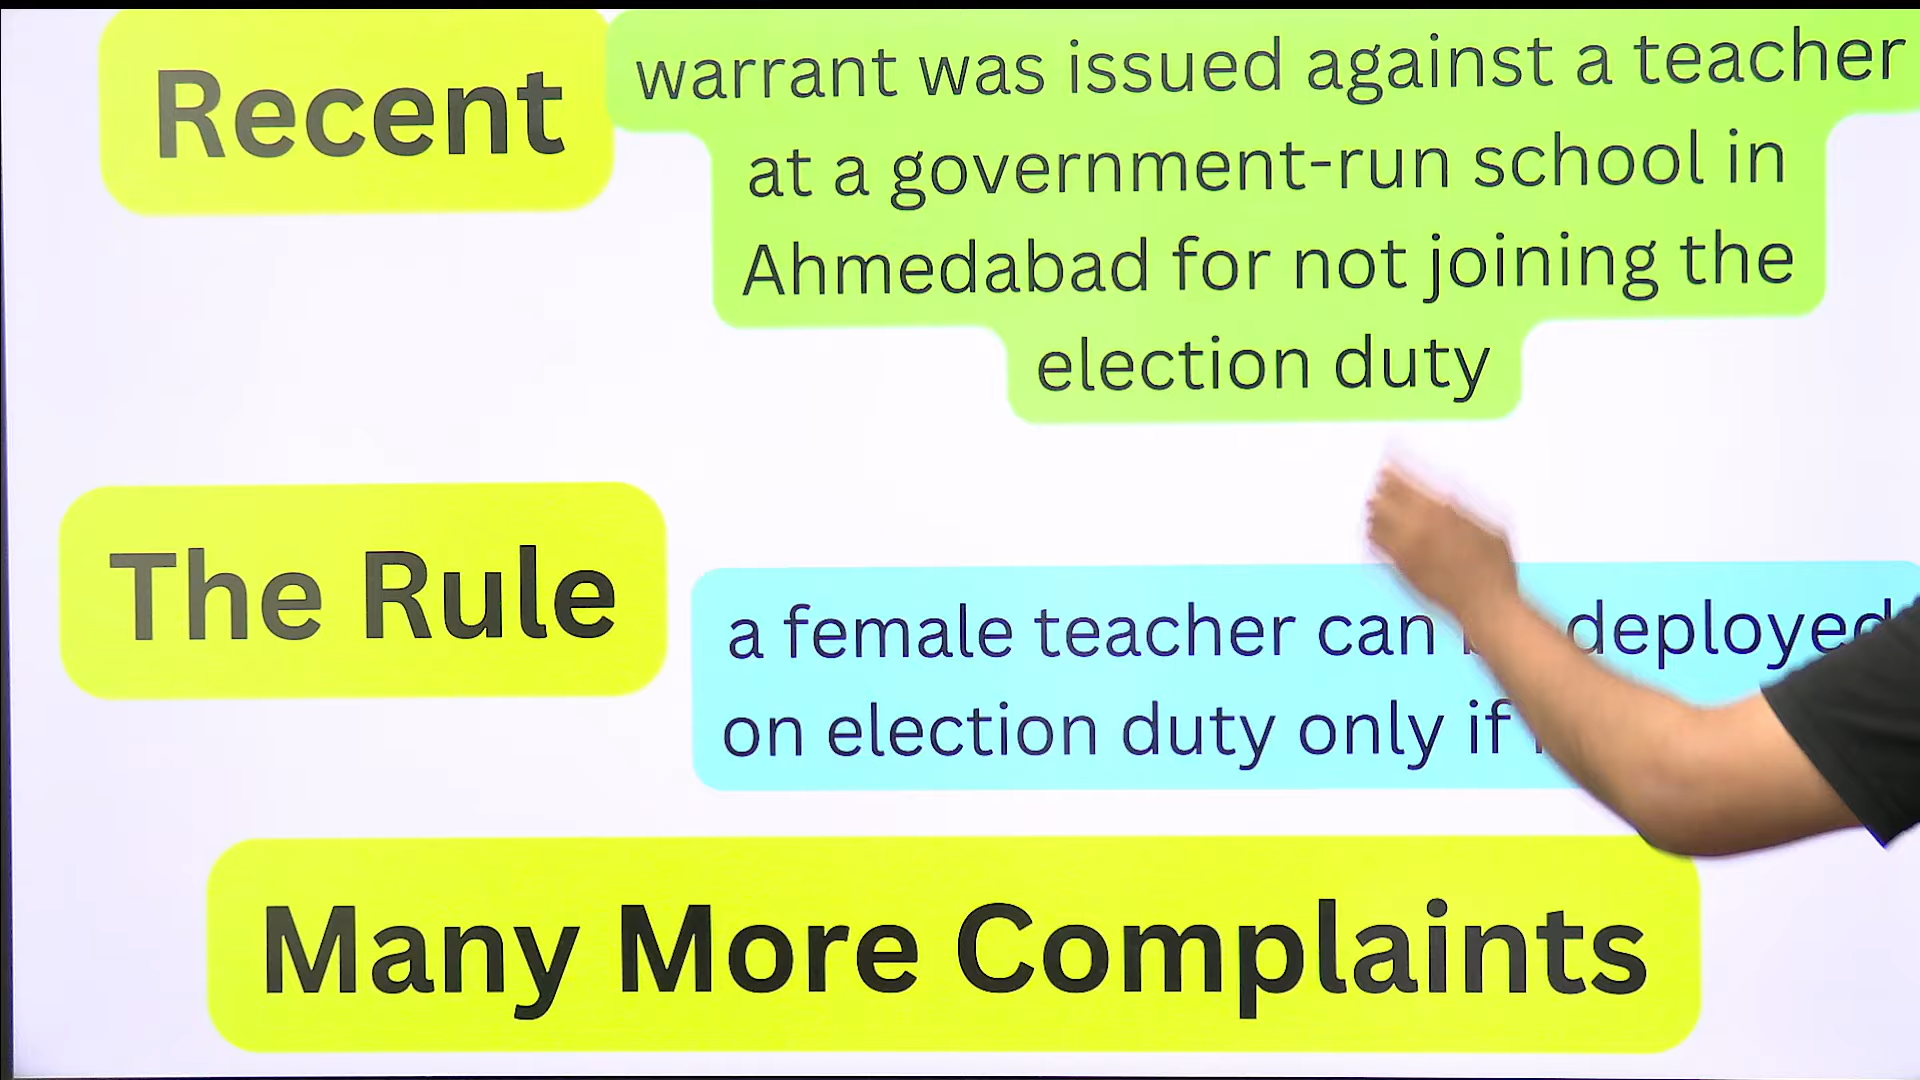 Recent
warrant was issued against a teacher
at a government-run school in
Ahmedabad for not joining the
election duty
The Rule
a female teacher can deployed
on election duty only if
Many More Complaints